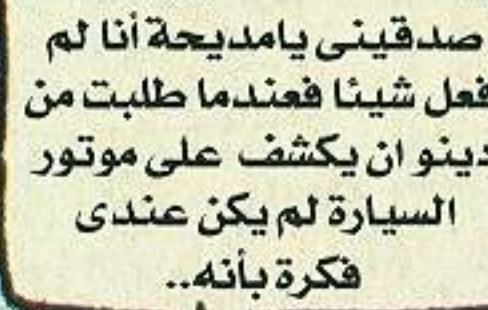 صدقينى يامديحة أنا لم
فعل شيئا فعندما طلبت من
دينو ان يكشف على موتور
السيارة لم يكن عندى
فكرة بأنه..